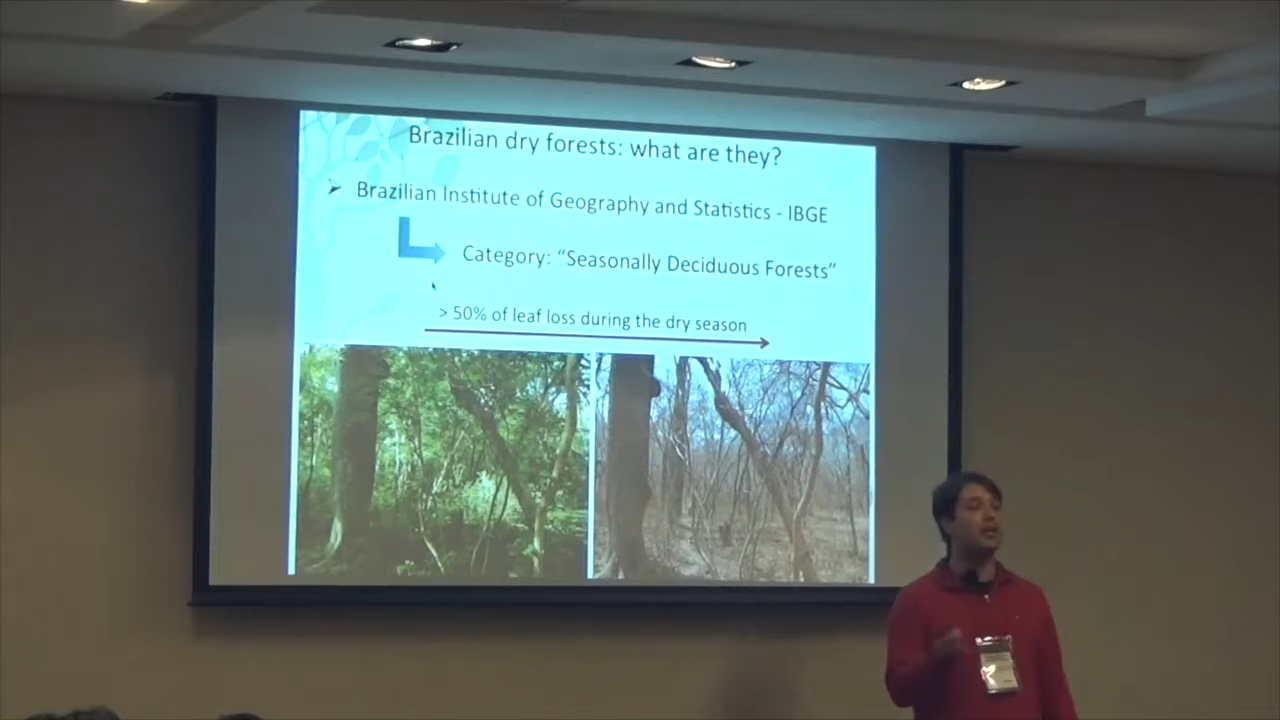 Brazilian dry forests: what are they?
Brazilian Institute of Geography and Statistics - IBGE
Category: “Seasonally Deciduous Forests”
> 50% of leaf loss during the dry season